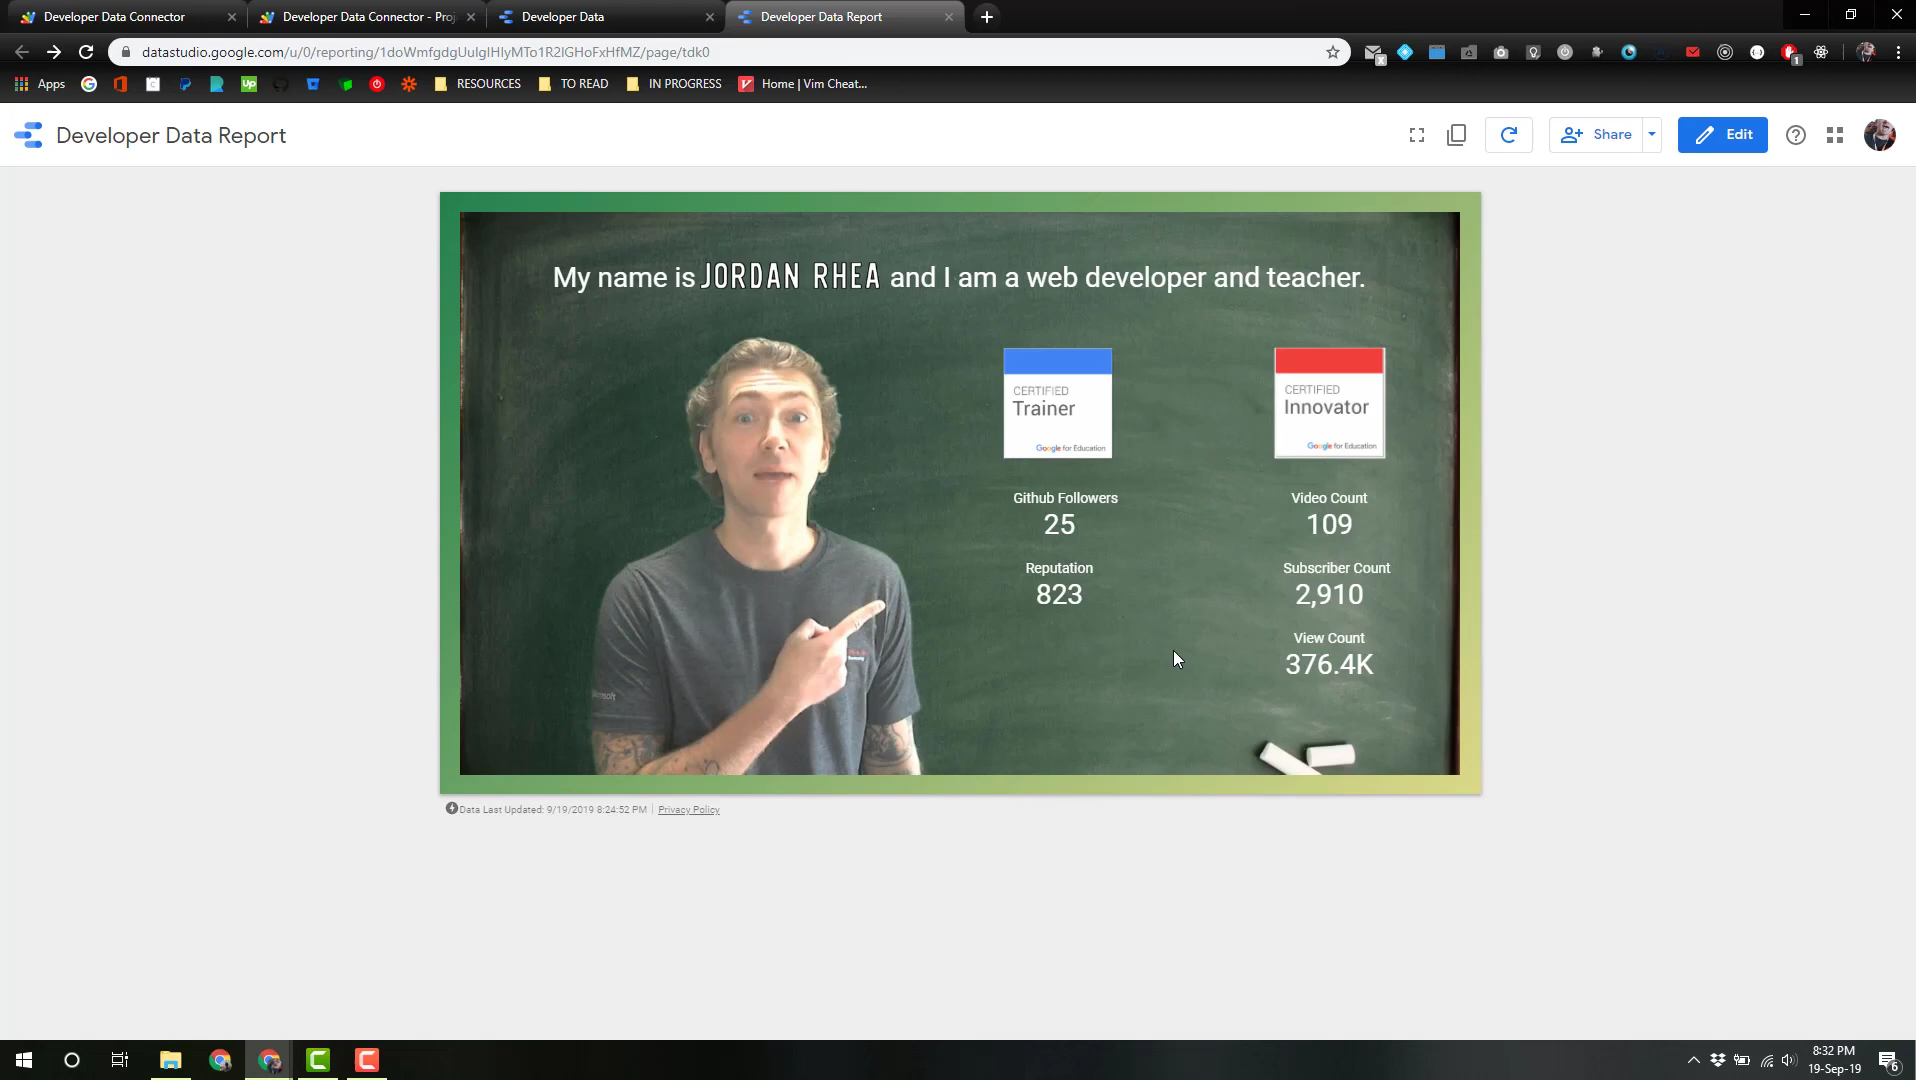 Developer Data Connector
Developer Data Connector - Proj
Developer Data
Developer Data Report
datastudio.google.com/u/0/reporting/1doWmfgdgUuIgIHIyMTo1R2IGHoFxHfMZ/page/tdk0
Apps
Up
RESOURCES
TO READ
IN PROGRESS
Home | Vim Cheat...
Developer Data Report
Share
Edit
My name is JORDAN RHEA and I am a web developer and teacher.
CERTIFIED
Trainer
Google for Education
CERTIFIED
Innovator
Google for Education
Github Followers
25
Video Count
109
Reputation
823
Subscriber Count
2,910
View Count
376.4K
Microsoft
Data Last Updated: 9/19/2019 8:24:52 PM
Privacy Policy
8:32 PM
19-Sep-19
6